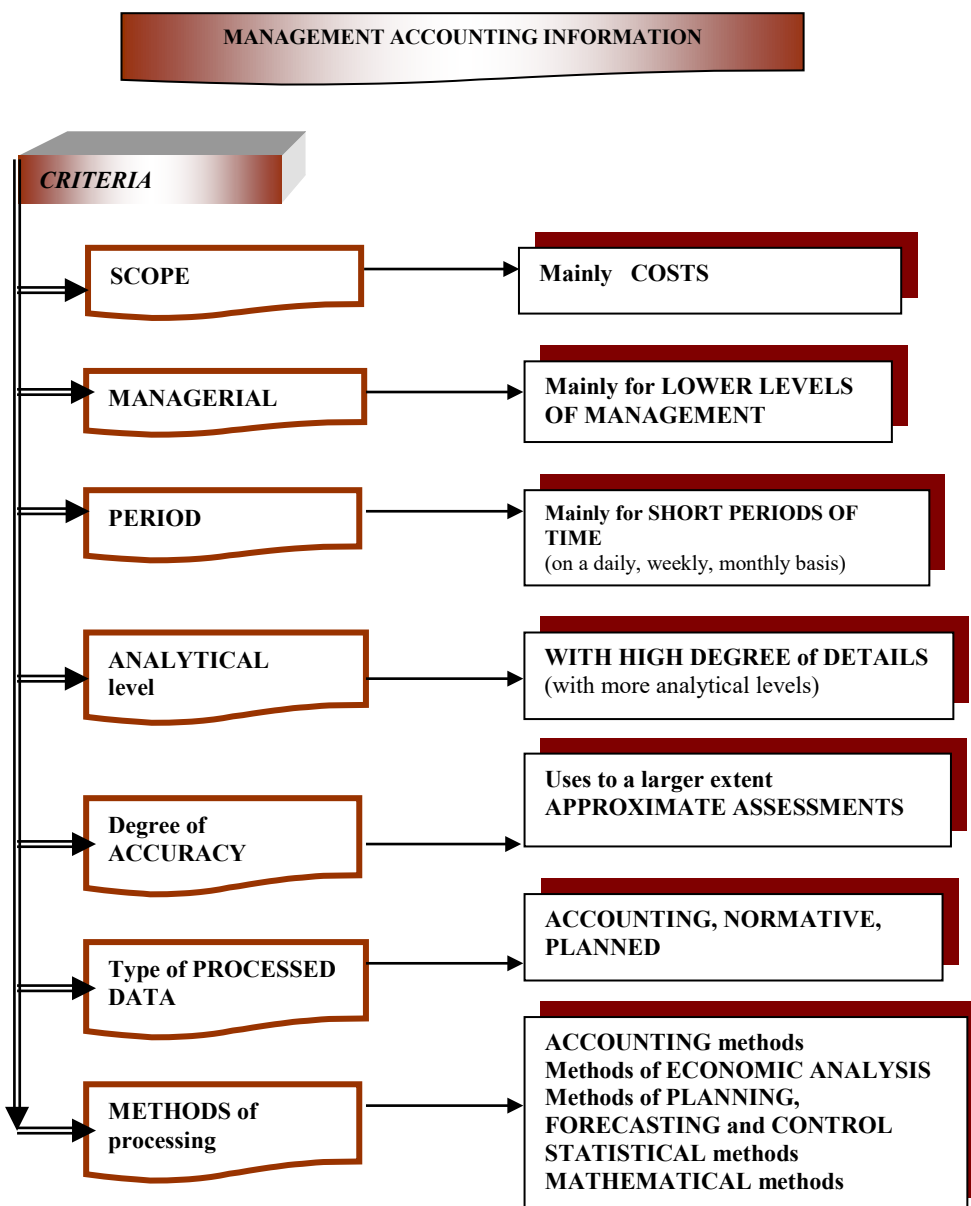 MANAGEMENT ACCOUNTING INFORMATION
CRITERIA
SCOPE
Mainly COSTS
MANAGERIAL
Mainly for LOWER LEVELS
OF MANAGEMENT
PERIOD
Mainly for SHORT PERIODS OF
TIME
(on a daily, weekly, monthly basis)
ANALYTICAL
level
WITH HIGH DEGREE of DETAILS
(with more analytical levels)
Degree of
ACCURACY
Uses to a larger extent
APPROXIMATE ASSESSMENTS
Type of PROCESSED
DATA
ACCOUNTING, NORMATIVE,
PLANNED
METHODS of
processing
ACCOUNTING methods
Methods of ECONOMIC ANALYSIS
Methods of PLANNING,
FORECASTING and CONTROL
STATISTICAL methods
MATHEMATICAL methods